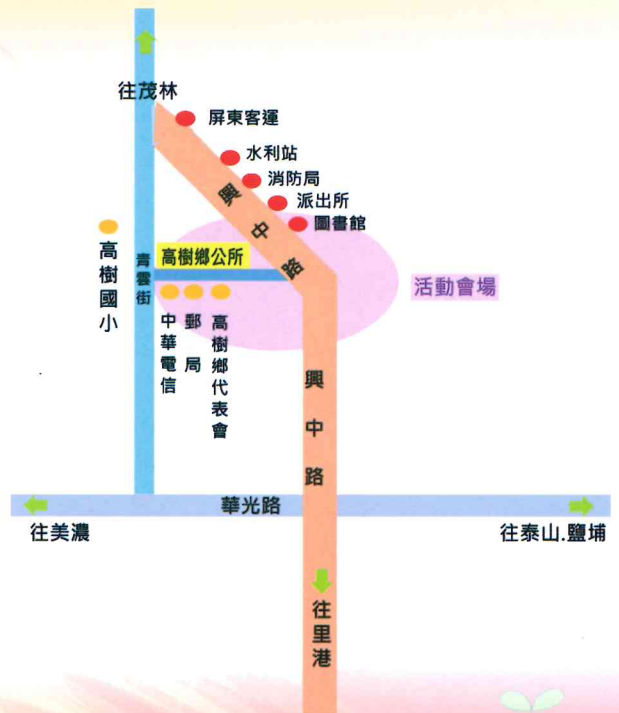 往茂林
屏東客運
水利站
消防局
派出所
圖書館
興中路
高樹國小
青雲街
高樹鄉公所
活動會場
中華電信
郵局
高樹鄉代表會
興中路
華光路
往美濃
往泰山.鹽埔
往里港